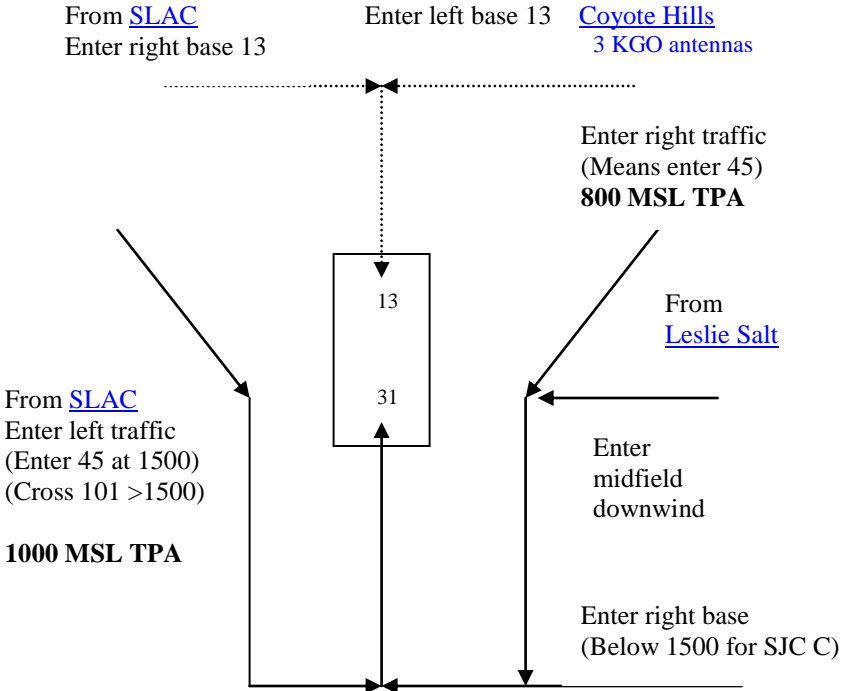 From SLAC
Enter right base 13
Enter left base 13
Coyote Hills
3 KGO antennas
Enter right traffic
(Means enter 45)
800 MSL TPA
13
From
Leslie Salt
31
From SLAC
Enter left traffic
(Enter 45 at 1500)
(Cross 101 >1500)
1000 MSL TPA
Enter
midfield
downwind
Enter right base
(Below 1500 for SJC C)